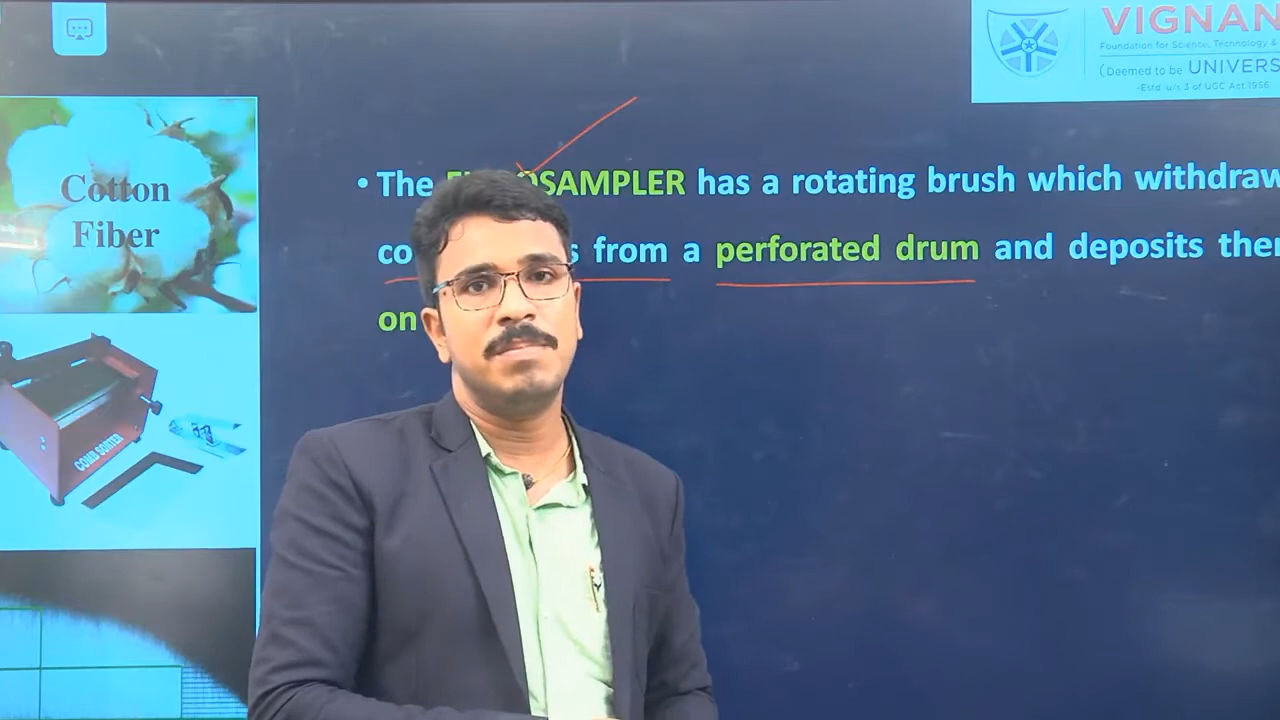 VIGNAN
Foundation for Science, Technology &
(Deemed to be UNIVERS
-Estd. u/s 3 of UGC Act 1956
Cotton
Fiber
• The SAMPLER has a rotating brush which withdraw
co from a perforated drum and deposits
on
COMB SORTER